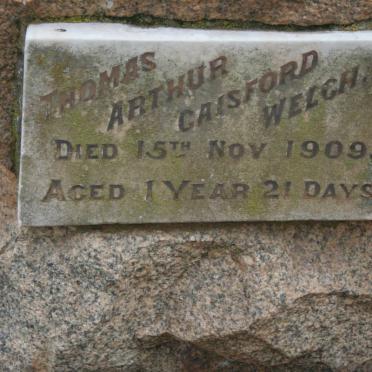 THOMAS
ARTHUR
CAISFORD
WELCH.
DIED 15TH NOV 1909.
AGED 1 YEAR 21 DAYS